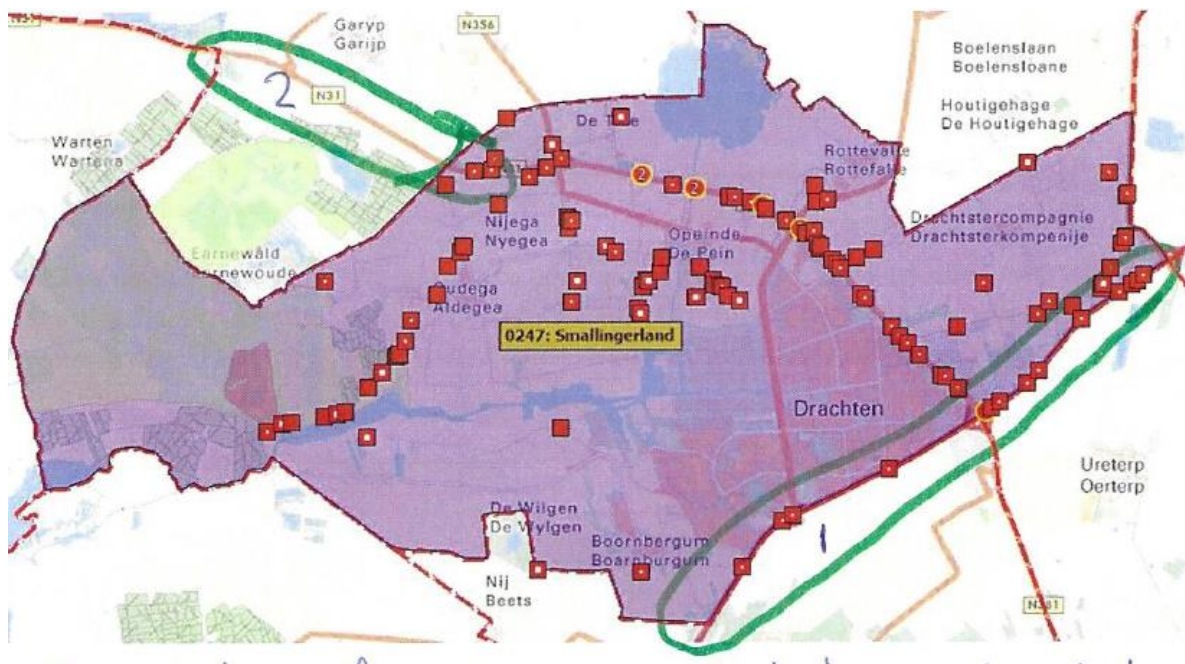 N356
Garyp
Garijp
Boelenslaan
Boelensloane
2
N31
Houtigehage
De Houtigehage
De Tike
Warten
Wartena
Rottevalle
Rottefalle
2
2
Nijega
Nyegea
Drachtstercompagnie
Drachtsterkompenije
Opeinde
De Pein
Earnewâld
Oudega
Aldegea
0247: Smallingerland
Drachten
Ureterp
Oerterp
De Wilgen
De Wylgen
1
Boornbergum
Boarnburgum
Nij
Beets
N381